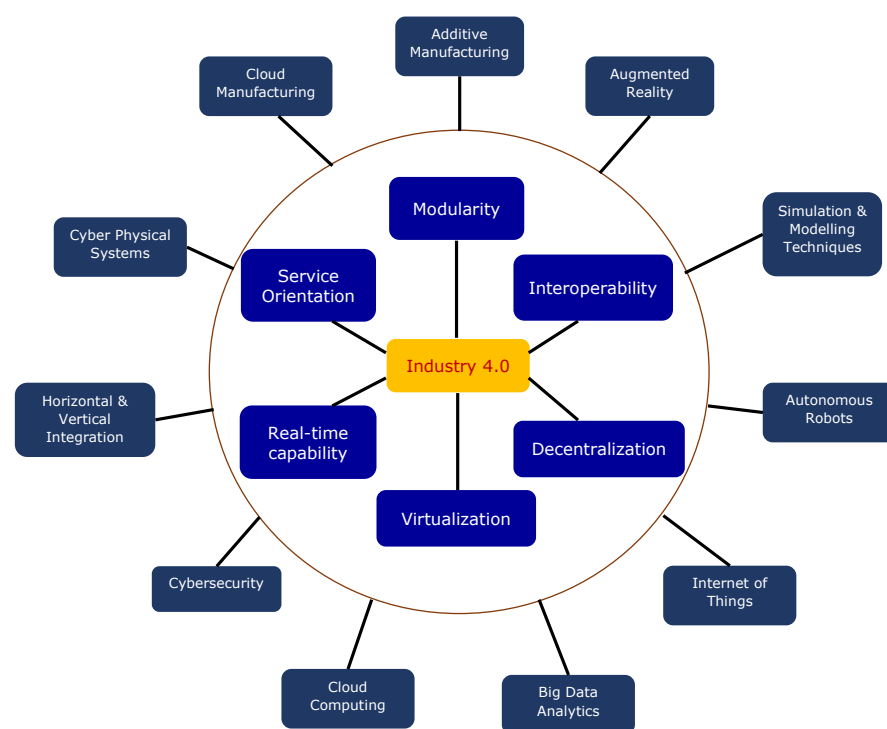 Additive
Manufacturing
Cloud
Manufacturing
Augmented
Reality
Modularity
Simulation &
Modelling
Techniques
Cyber Physical
Systems
Service
Orientation
Interoperability
Industry 4.0
Horizontal &
Vertical
Integration
Autonomous
Robots
Real-time
capability
Decentralization
Virtualization
Cybersecurity
Internet of
Things
Cloud
Computing
Big Data
Analytics